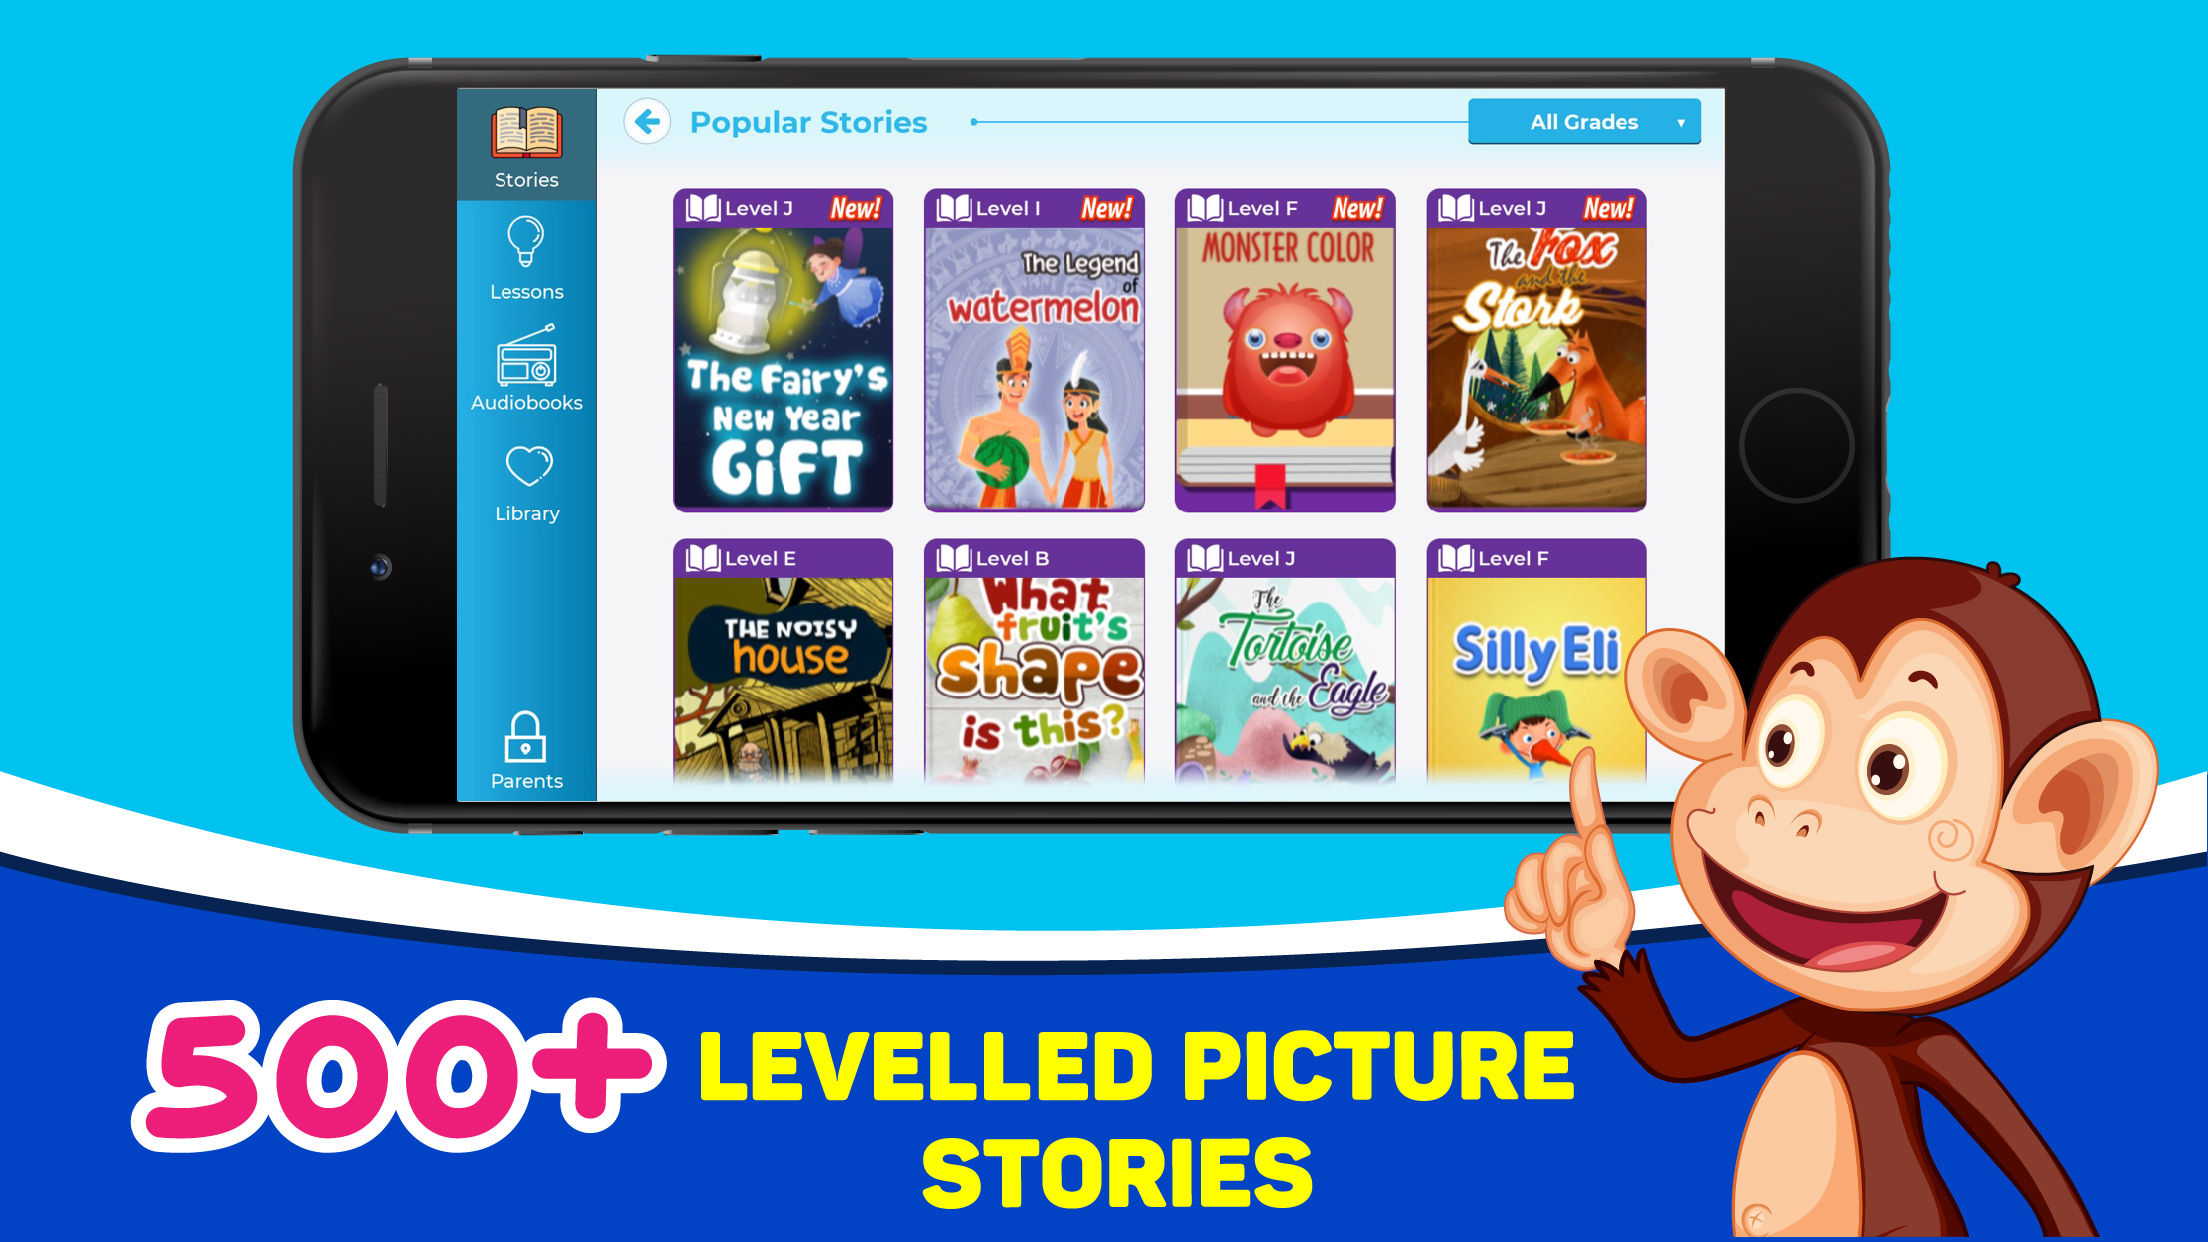 Stories
Lessons
Audiobooks
Library
Parents
Popular Stories
All Grades
Level J New!
The Fairy's
New Year
Gift
Level I New!
The Legend
of
watermelon
Level F New!
MONSTER COLOR
Level J New!
The Fox
and the
Stork
Level E
THE NOISY
house
Level B
What
fruit's
shape
is this?
Level J
The
Tortoise
and the Eagle
Level F
Silly Eli
500+ LEVELLED PICTURE
STORIES